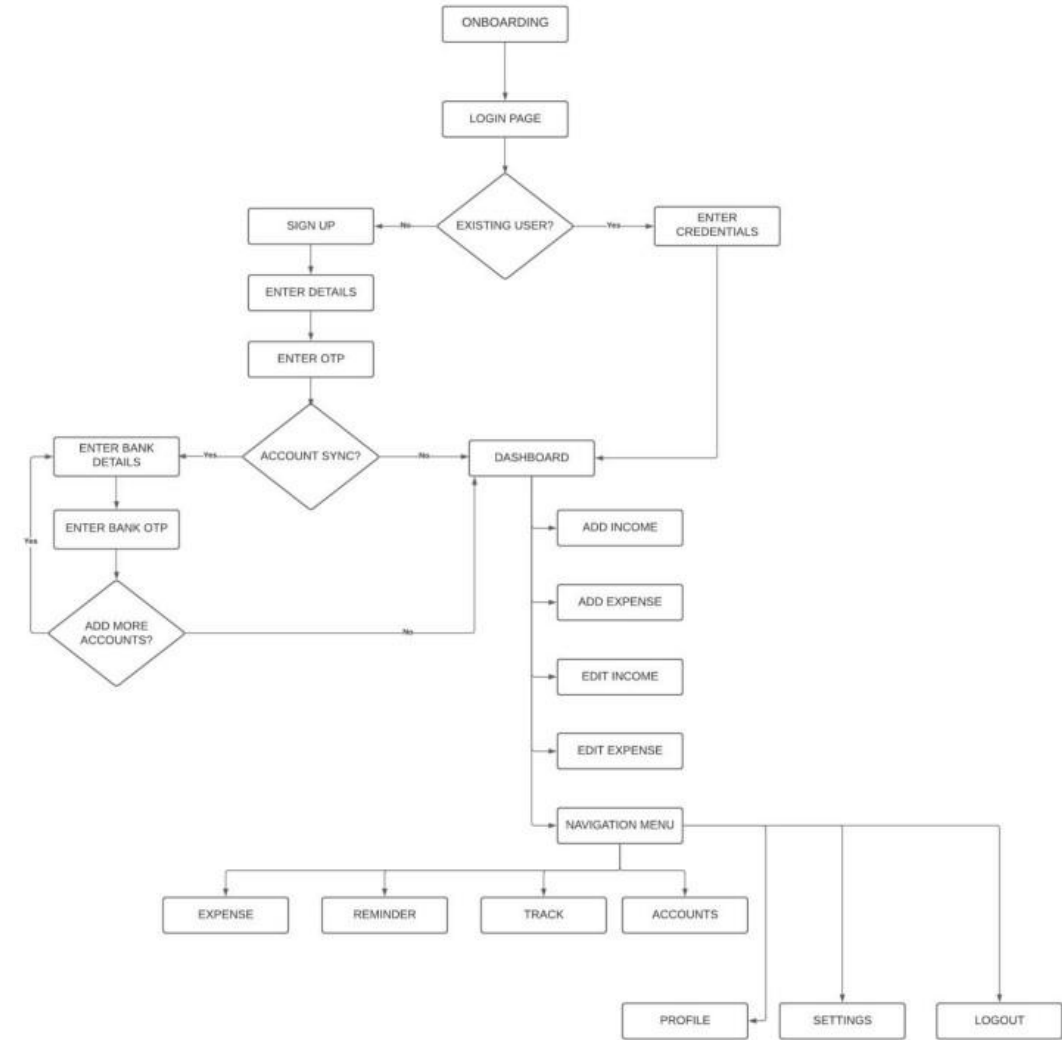 ONBOARDING
LOGIN PAGE
EXISTING USER?
No
Yes
SIGN UP
ENTER
CREDENTIALS
ENTER DETAILS
ENTER OTP
ACCOUNT SYNC?
Yes
No
ENTER BANK
DETAILS
DASHBOARD
ENTER BANK OTP
Yes
ADD MORE
ACCOUNTS?
No
ADD INCOME
ADD EXPENSE
EDIT INCOME
EDIT EXPENSE
NAVIGATION MENU
EXPENSE
REMINDER
TRACK
ACCOUNTS
PROFILE
SETTINGS
LOGOUT